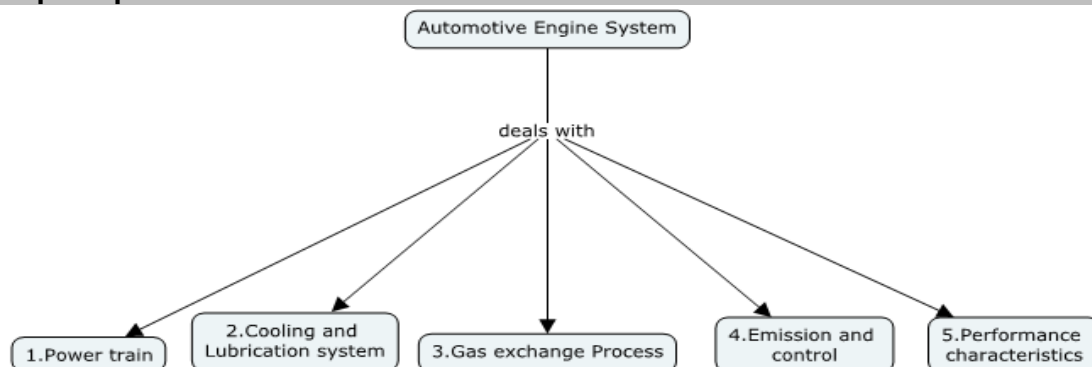 Automotive Engine System
deals with
1.Power train
2.Cooling and
Lubrication system
3.Gas exchange Process
4.Emission and
control
5.Performance
characteristics